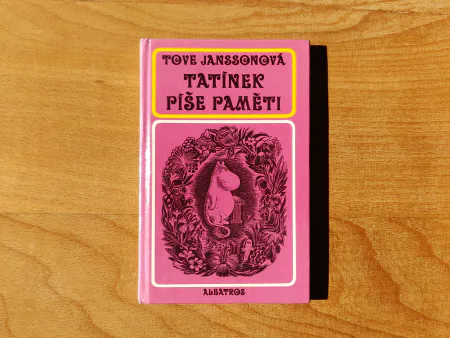 TOVE JANSSONOVÁ
TATÍNEK
PÍŠE PAMĚTI
ALBATROS